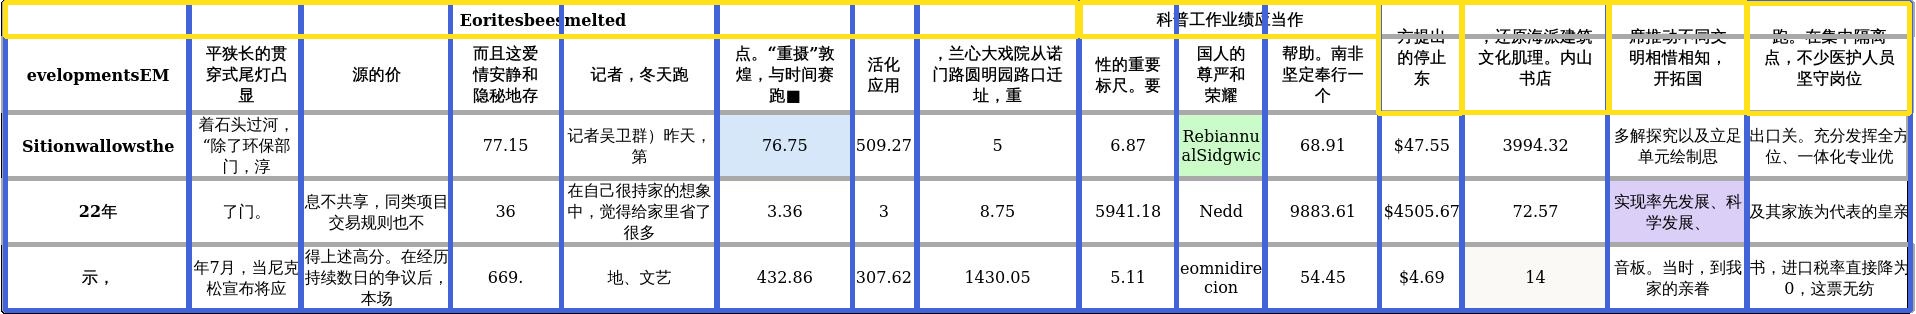 Eoritesbeesmelted
科普工作业绩应当作
方提出
的停止
东
，还原海派建筑
文化肌理。内山
书店
席推动不同文
明相惜相知，
开拓国
跑。在集中隔离
点，不少医护人员
坚守岗位
evelopmentsEM
平狭长的贯
穿式尾灯凸
显
源的价
而且这爱
情安静和
隐秘地存
记者，冬天跑
点。“重摄”敦
煌，与时间赛
跑■
活化
应用
，兰心大戏院从诺
门路圆明园路口迁
址，重
性的重要
标尺。要
国人的
尊严和
荣耀
帮助。南非
坚定奉行一
个
Sitionwallowsthe
着石头过河，
“除了环保部
门，淳
77.15
记者吴卫群）昨天，
第
76.75
509.27
5
6.87
Rebiannu
alSidgwic
68.91
$47.55
3994.32
多解探究以及立足
单元绘制思
出口关。充分发挥全方
位、一体化专业优
22年
了门。
息不共享，同类项目
交易规则也不
36
在自己很持家的想象
中，觉得给家里省了
很多
3.36
3
8.75
5941.18
Nedd
9883.61
$4505.67
72.57
实现率先发展、科
学发展、
及其家族为代表的皇亲
示，
年7月，当尼克
松宣布将应
得上述高分。在经历
持续数日的争议后，
本场
669.
地、文艺
432.86
307.62
1430.05
5.11
eomnidire
cion
54.45
$4.69
14
音板。当时，到我
家的亲眷
书，进口税率直接降为
0，这票无纺